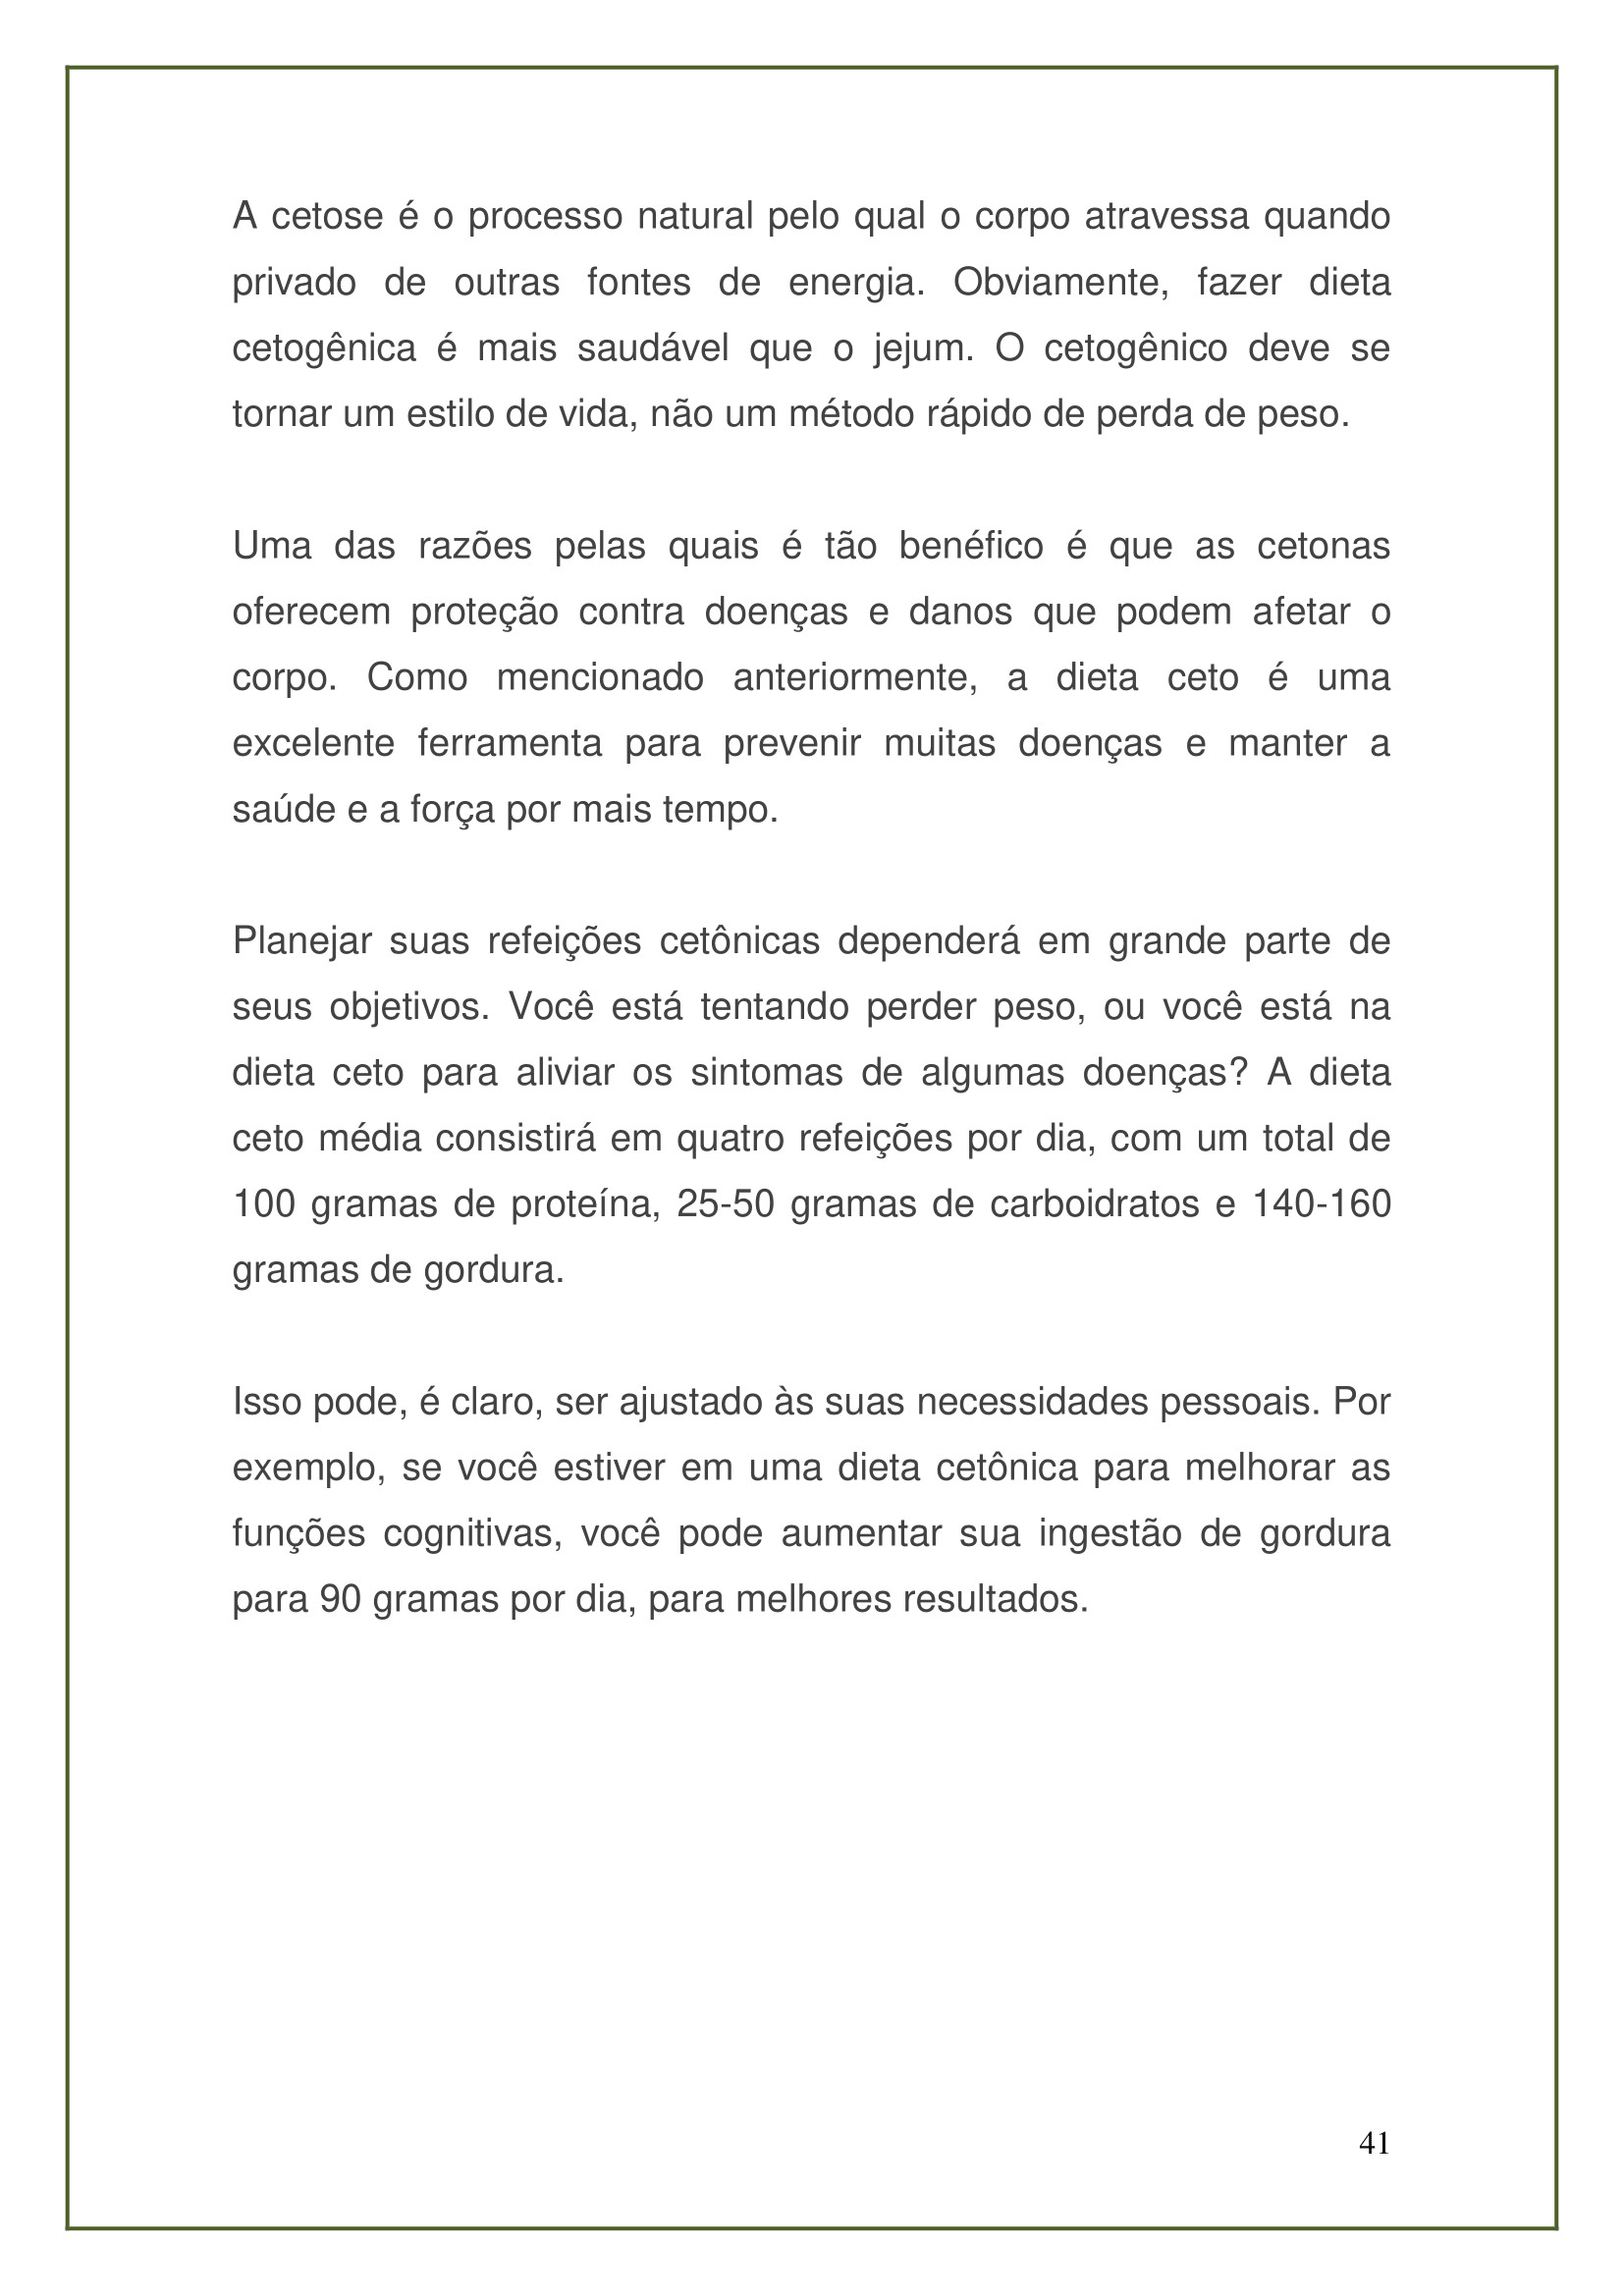 A cetose é o processo natural pelo qual o corpo atravessa quando
privado de outras fontes de energia. Obviamente, fazer dieta
cetogênica é mais saudável que o jejum. O cetogênico deve se
tornar um estilo de vida, não um método rápido de perda de peso.
Uma das razões pelas quais é tão benéfico é que as cetonas
oferecem proteção contra doenças e danos que podem afetar o
corpo. Como mencionado anteriormente, a dieta ceto é uma
excelente ferramenta para prevenir muitas doenças e manter a
saúde e a força por mais tempo.
Planejar suas refeições cetônicas dependerá em grande parte de
seus objetivos. Você está tentando perder peso, ou você está na
dieta ceto para aliviar os sintomas de algumas doenças? A dieta
ceto média consistirá em quatro refeições por dia, com um total de
100 gramas de proteína, 25-50 gramas de carboidratos e 140-160
gramas de gordura.
Isso pode, é claro, ser ajustado às suas necessidades pessoais. Por
exemplo, se você estiver em uma dieta cetônica para melhorar as
funções cognitivas, você pode aumentar sua ingestão de gordura
para 90 gramas por dia, para melhores resultados.
41